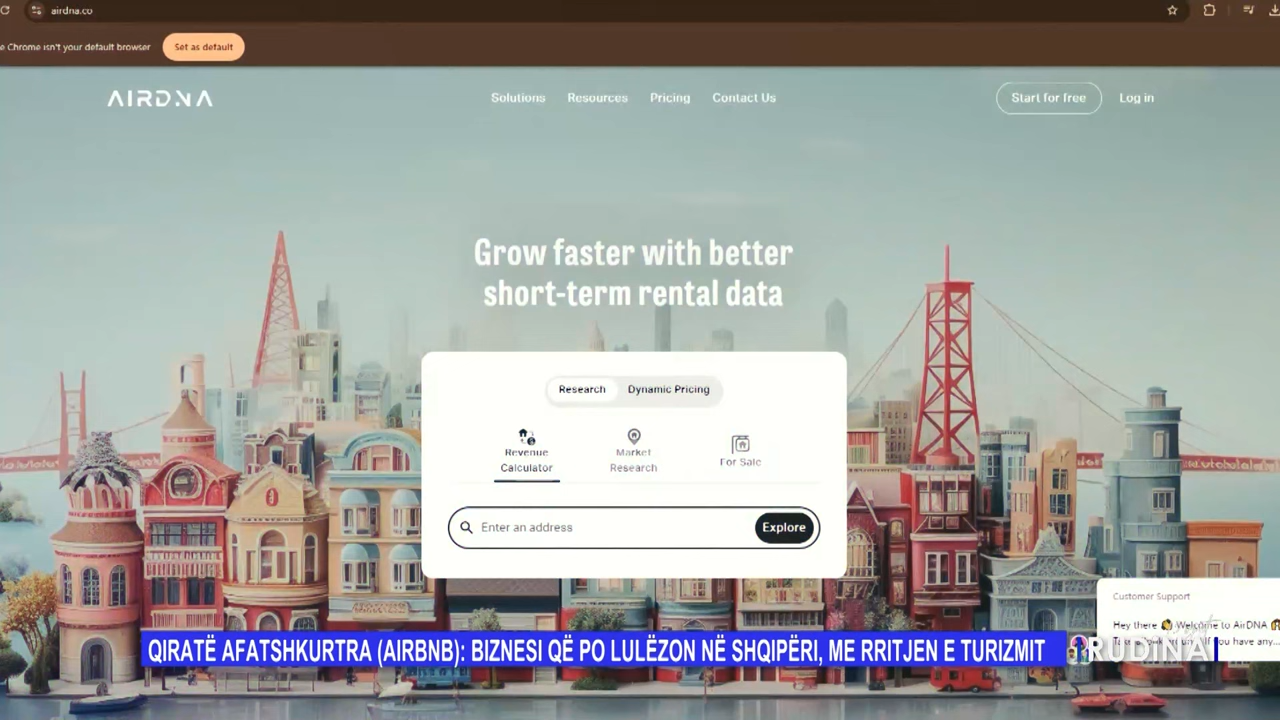 airdna.co
e Chrome isn't your default browser
Set as default
AIRDNA
Solutions Resources Pricing Contact Us
Start for free Log in
Grow faster with better
short-term rental data
Research Dynamic Pricing
Revenue
Calculator
Market
Research
For Sale
Enter an address
Explore
Customer Support
Hey there Welcome to AirDNA
have any...
QIRATË AFATSHKURTRA (AIRBNB): BIZNESI QË PO LULËZON NË SHQIPËRI, ME RRITJEN E TURIZMIT
RUDINA